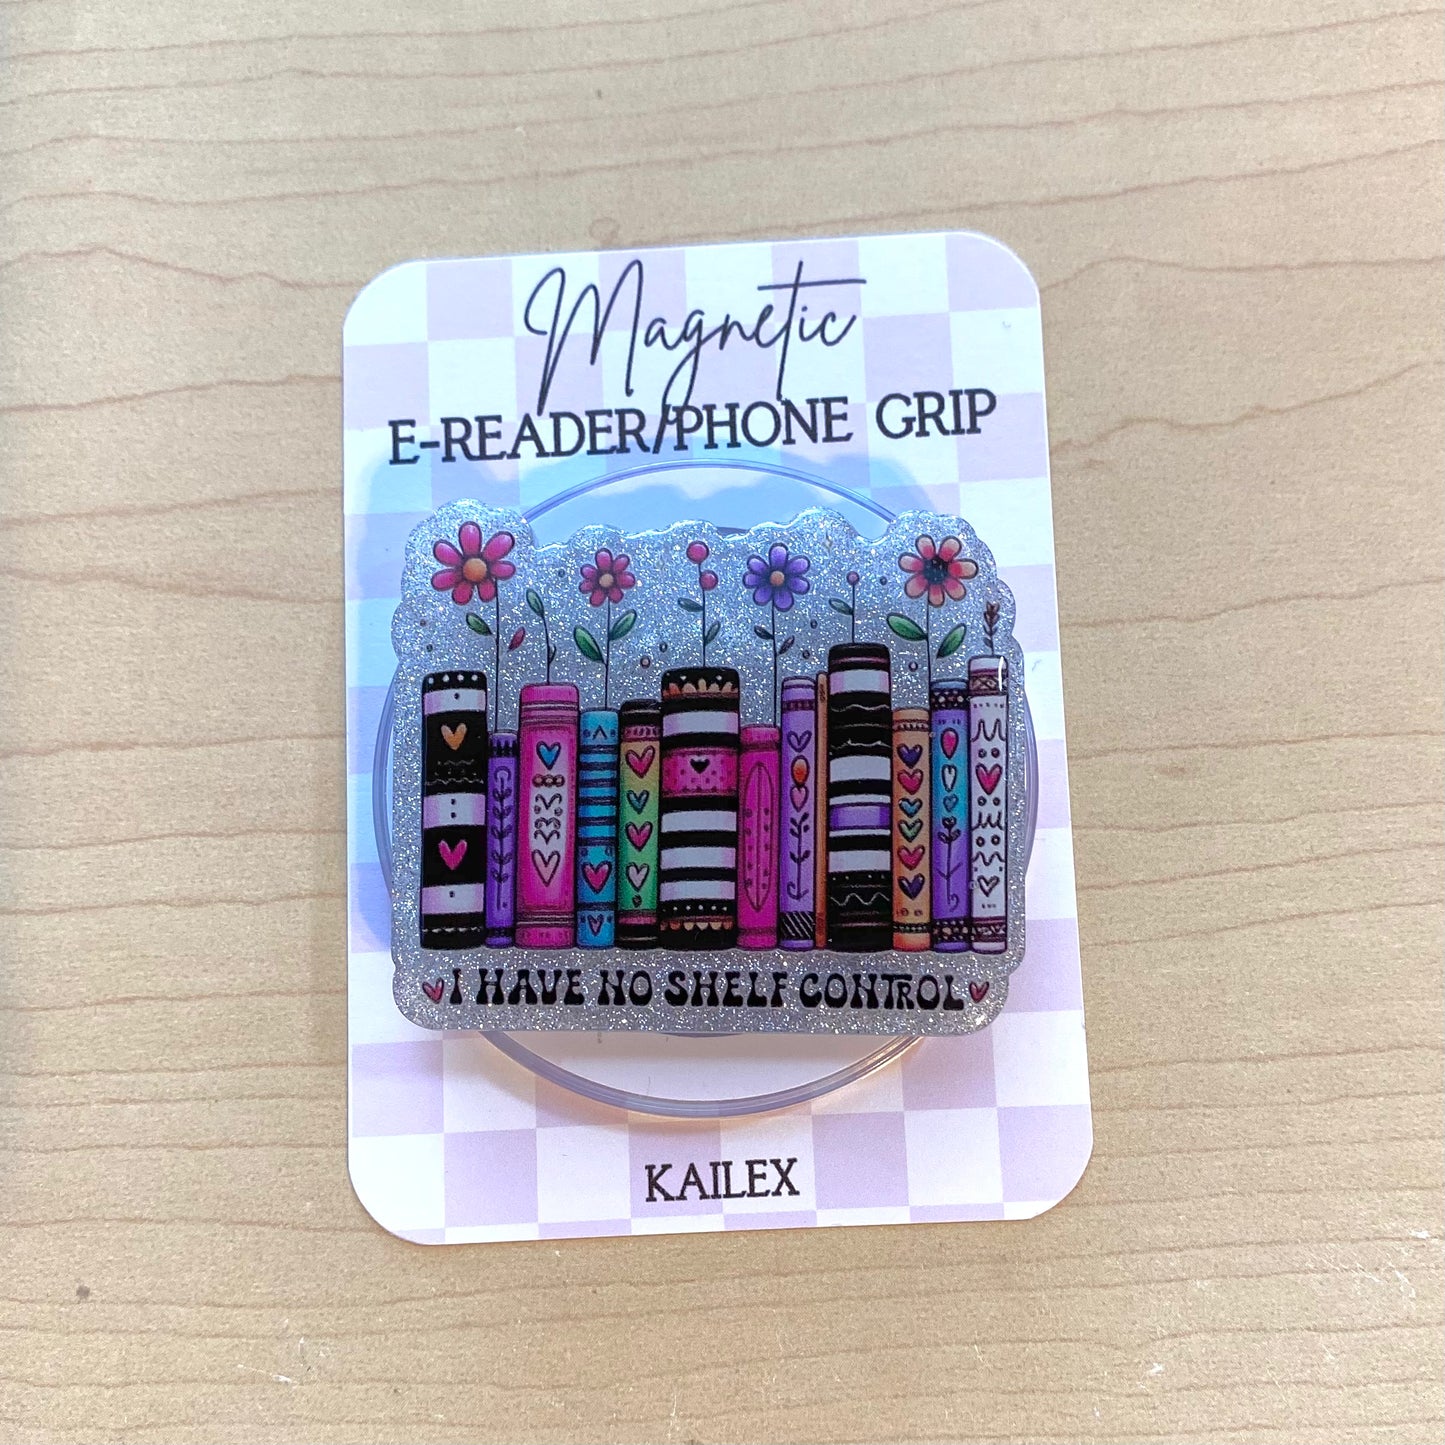 Magnetic
E-READER/PHONE GRIP
I HAVE NO SHELF CONTROL
KAILEX